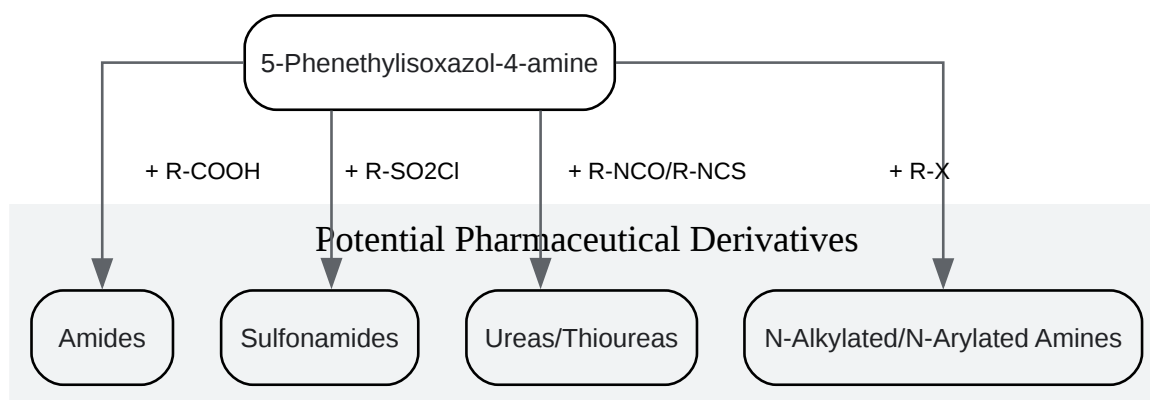 5-Phenethylisoxazol-4-amine
+ R-COOH
+ R-SO2Cl
+ R-NCO/R-NCS
+ R-X
Potential Pharmaceutical Derivatives
Amides
Sulfonamides
Ureas/Thioureas
N-Alkylated/N-Arylated Amines